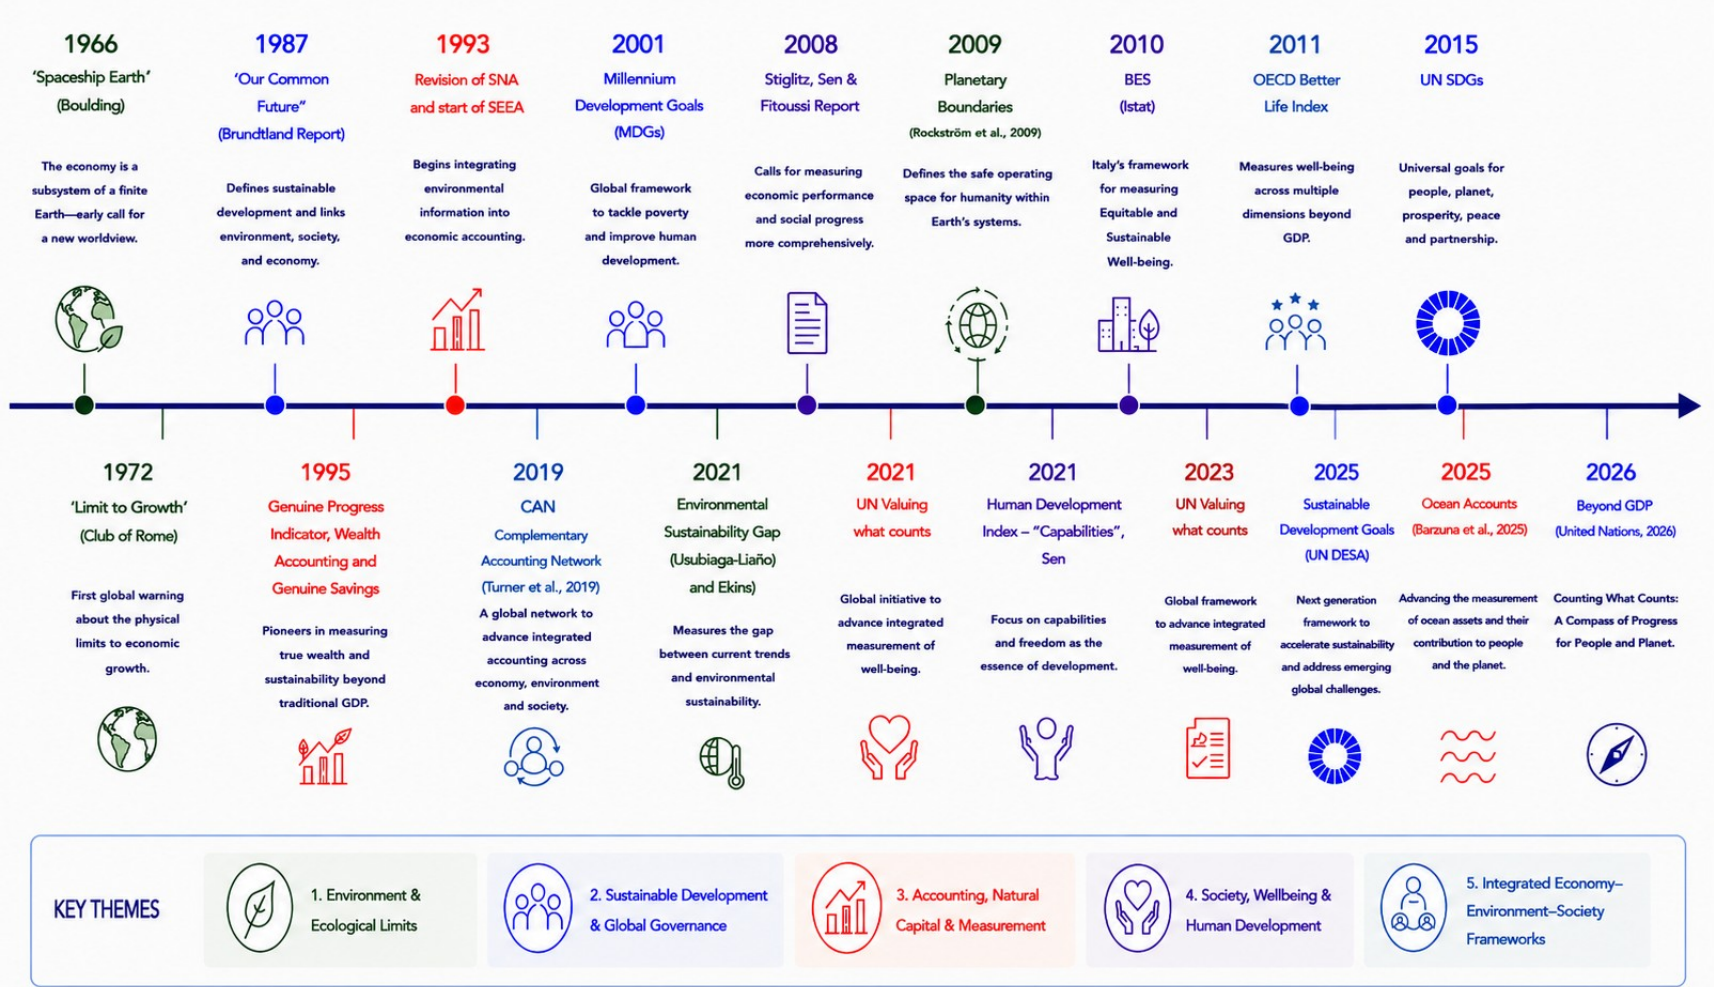 1966
‘Spaceship Earth’
(Boulding)
The economy is a
subsystem of a finite
Earth—early call for
a new worldview.
1987
‘Our Common
Future”
(Brundtland Report)
Defines sustainable
development and links
environment, society,
and economy.
1993
Revision of SNA
and start of SEEA
Begins integrating
environmental
information into
economic accounting.
2001
Millennium
Development Goals
(MDGs)
Global framework
to tackle poverty
and improve human
development.
2008
Stiglitz, Sen &
Fitoussi Report
Calls for measuring
economic performance
and social progress
more comprehensively.
2009
Planetary
Boundaries
(Rockström et al., 2009)
Defines the safe operating
space for humanity within
Earth’s systems.
2010
BES
(Istat)
Italy’s framework
for measuring
Equitable and
Sustainable
Well-being.
2011
OECD Better
Life Index
Measures well-being
across multiple
dimensions beyond
GDP.
2015
UN SDGs
Universal goals for
people, planet,
prosperity, peace
and partnership.
1972
‘Limit to Growth’
(Club of Rome)
First global warning
about the physical
limits to economic
growth.
1995
Genuine Progress
Indicator, Wealth
Accounting and
Genuine Savings
Pioneers in measuring
true wealth and
sustainability beyond
traditional GDP.
2019
CAN
Complementary
Accounting Network
(Turner et al., 2019)
A global network to
advance integrated
accounting across
economy, environment
and society.
2021
Environmental
Sustainability Gap
(Usubiaga-Liaño)
and Ekins)
Measures the gap
between current trends
and environmental
sustainability.
2021
UN Valuing
what counts
Global initiative to
advance integrated
measurement of
well-being.
2021
Human Development
Index – “Capabilities”,
Sen
Focus on capabilities
and freedom as the
essence of development.
2023
UN Valuing
what counts
Global framework
to advance integrated
measurement of
well-being.
2025
Sustainable
Development Goals
(UN DESA)
Next generation
framework to
accelerate sustainability
and address emerging
global challenges.
2025
Ocean Accounts
(Barzuna et al., 2025)
Advancing the measurement
of ocean assets and their
contribution to people
and the planet.
2026
Beyond GDP
(United Nations, 2026)
Counting What Counts:
A Compass of Progress
for People and Planet.
KEY THEMES
1. Environment &
Ecological Limits
2. Sustainable Development
& Global Governance
3. Accounting, Natural
Capital & Measurement
4. Society, Wellbeing &
Human Development
5. Integrated Economy–
Environment–Society
Frameworks